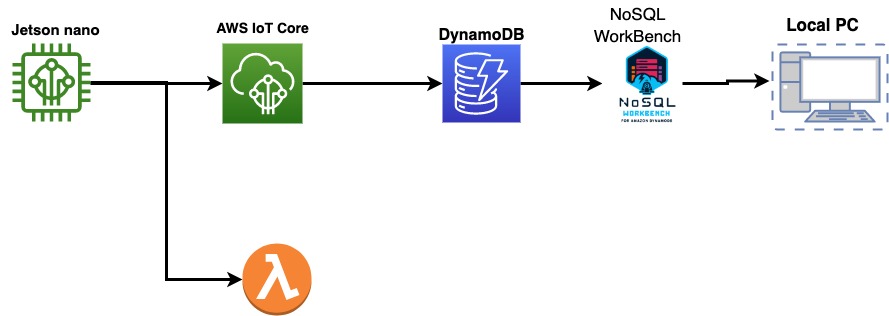 Jetson nano
AWS IoT Core
DynamoDB
NoSQL
WorkBench
Local PC
NoSQL
WORKBENCH
FOR AMAZON DYNAMODB